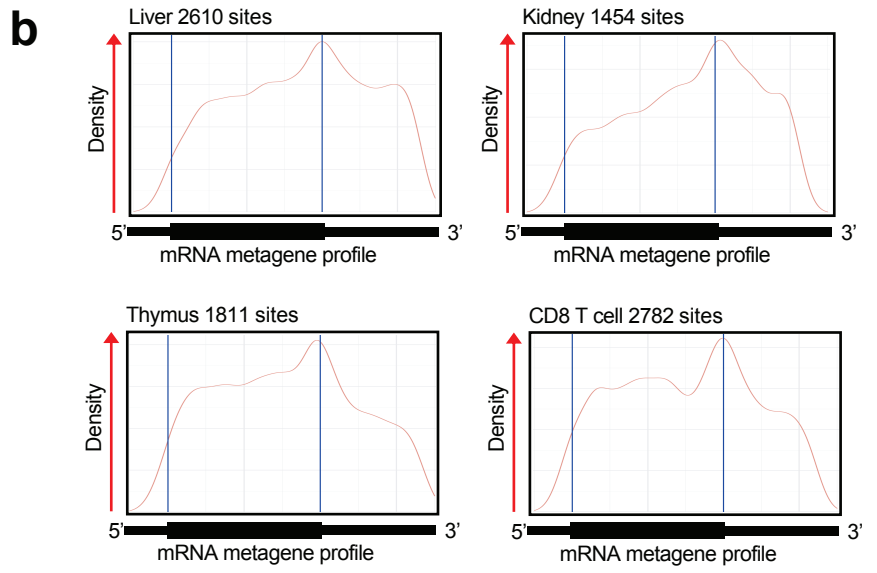 b
Liver 2610 sites
Density
5’ 3’
mRNA metagene profile
Kidney 1454 sites
Density
5’ 3’
mRNA metagene profile
Thymus 1811 sites
Density
5’ 3’
mRNA metagene profile
CD8 T cell 2782 sites
Density
5’ 3’
mRNA metagene profile